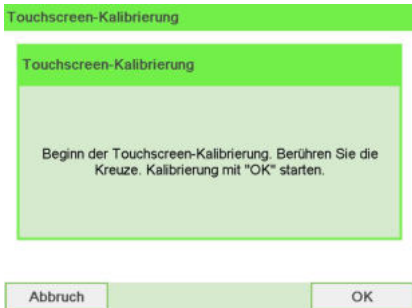 Touchscreen-Kalibrierung
Touchscreen-Kalibrierung
Beginn der Touchscreen-Kalibrierung. Berühren Sie die
Kreuze. Kalibrierung mit "OK" starten.
Abbruch OK